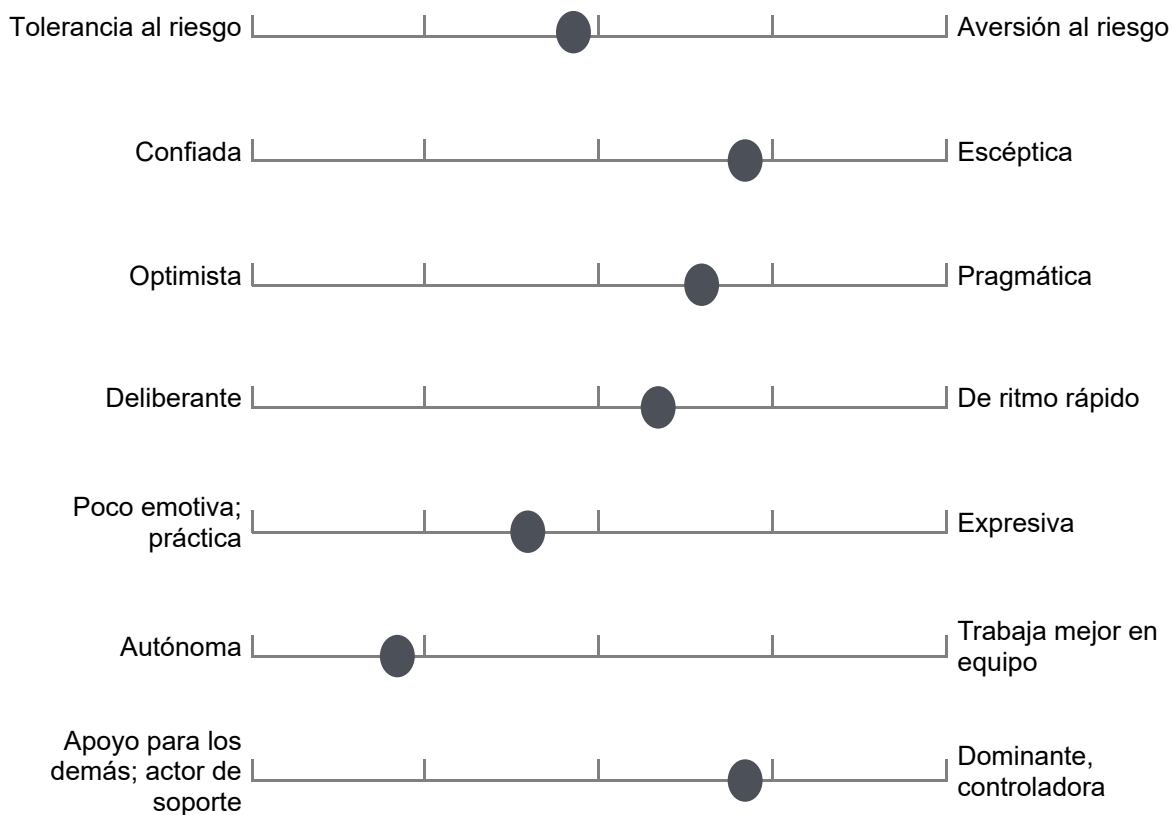 Tolerancia al riesgo
Aversión al riesgo
Confiada
Escéptica
Optimista
Pragmática
Deliberante
De ritmo rápido
Poco emotiva;
práctica
Expresiva
Autónoma
Trabaja mejor en
equipo
Apoyo para los
demás; actor de
soporte
Dominante,
controladora